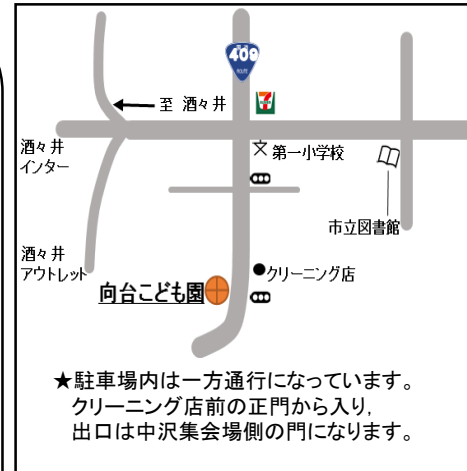 409
7
至 酒々井
酒々井
インター
文 第一小学校
市立図書館
酒々井
アウトレット
クリーニング店
向台こども園
★駐車場内は一方通行になっています。
クリーニング店前の正門から入り，
出口は中沢集会場側の門になります。